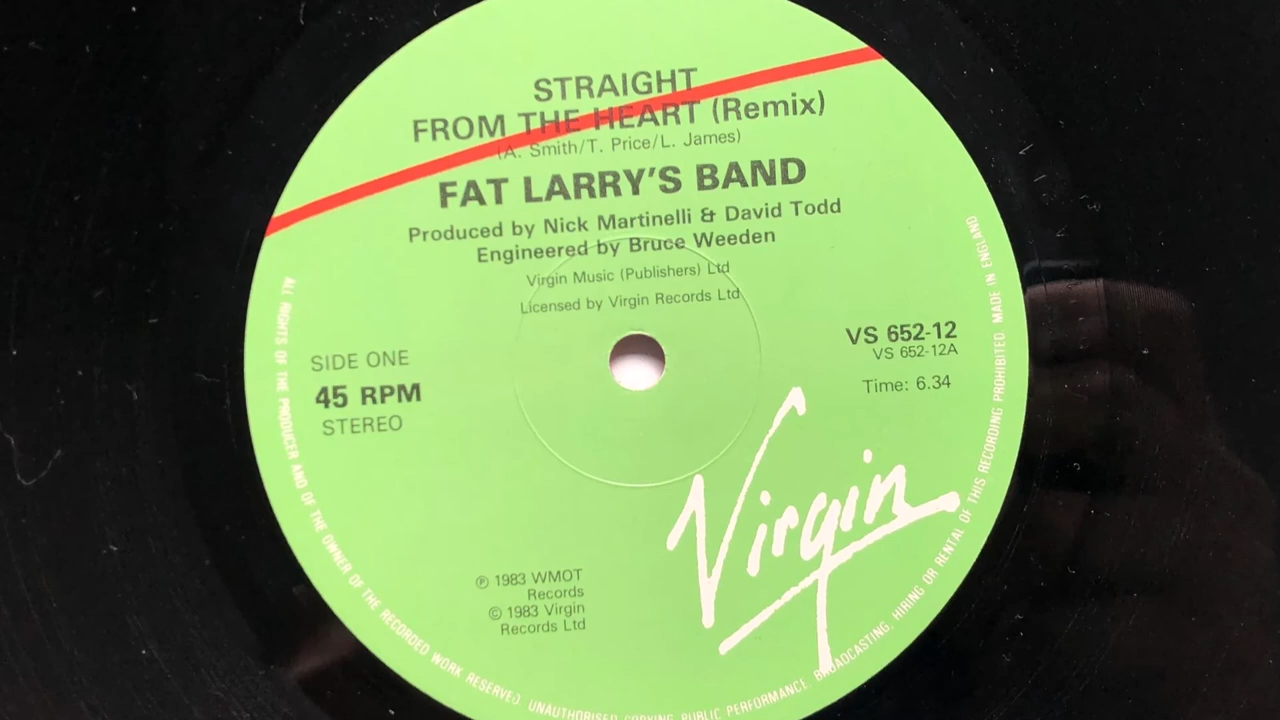 STRAIGHT
FROM THE HEART (Remix)
(A. Smith/T. Price/L. James)
FAT LARRY'S BAND
Produced by Nick Martinelli & David Todd
Engineered by Bruce Weeden
Virgin Music (Publishers) Ltd
Licensed by Virgin Records Ltd
SIDE ONE
45 RPM
STEREO
VS 652-12
VS 652-12A
Time: 6.34
Virgin
℗ 1983 WMOT
Records
© 1983 Virgin
Records Ltd
ALL RIGHTS OF THE PRODUCER AND OF THE OWNER OF THE RECORDED WORK RESERVED. UNAUTHORISED COPYING PUBLIC PERFORMANCE. BROADCASTING, HIRING OR RENTAL OF THIS RECORDING PROHIBITED. MADE IN ENGLAND